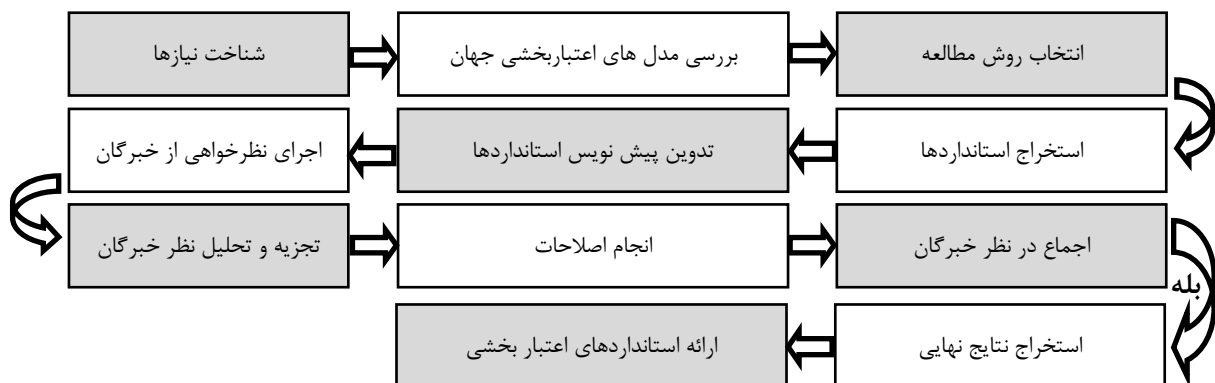 شناخت نیازها
بررسی مدل های اعتباربخشی جهان
انتخاب روش مطالعه
استخراج استانداردها
تدوین پیش نویس استانداردها
اجرای نظرخواهی از خبرگان
تجزیه و تحلیل نظر خبرگان
انجام اصلاحات
اجماع در نظر خبرگان
بله
استخراج نتایج نهایی
ارائه استانداردهای اعتبار بخشی